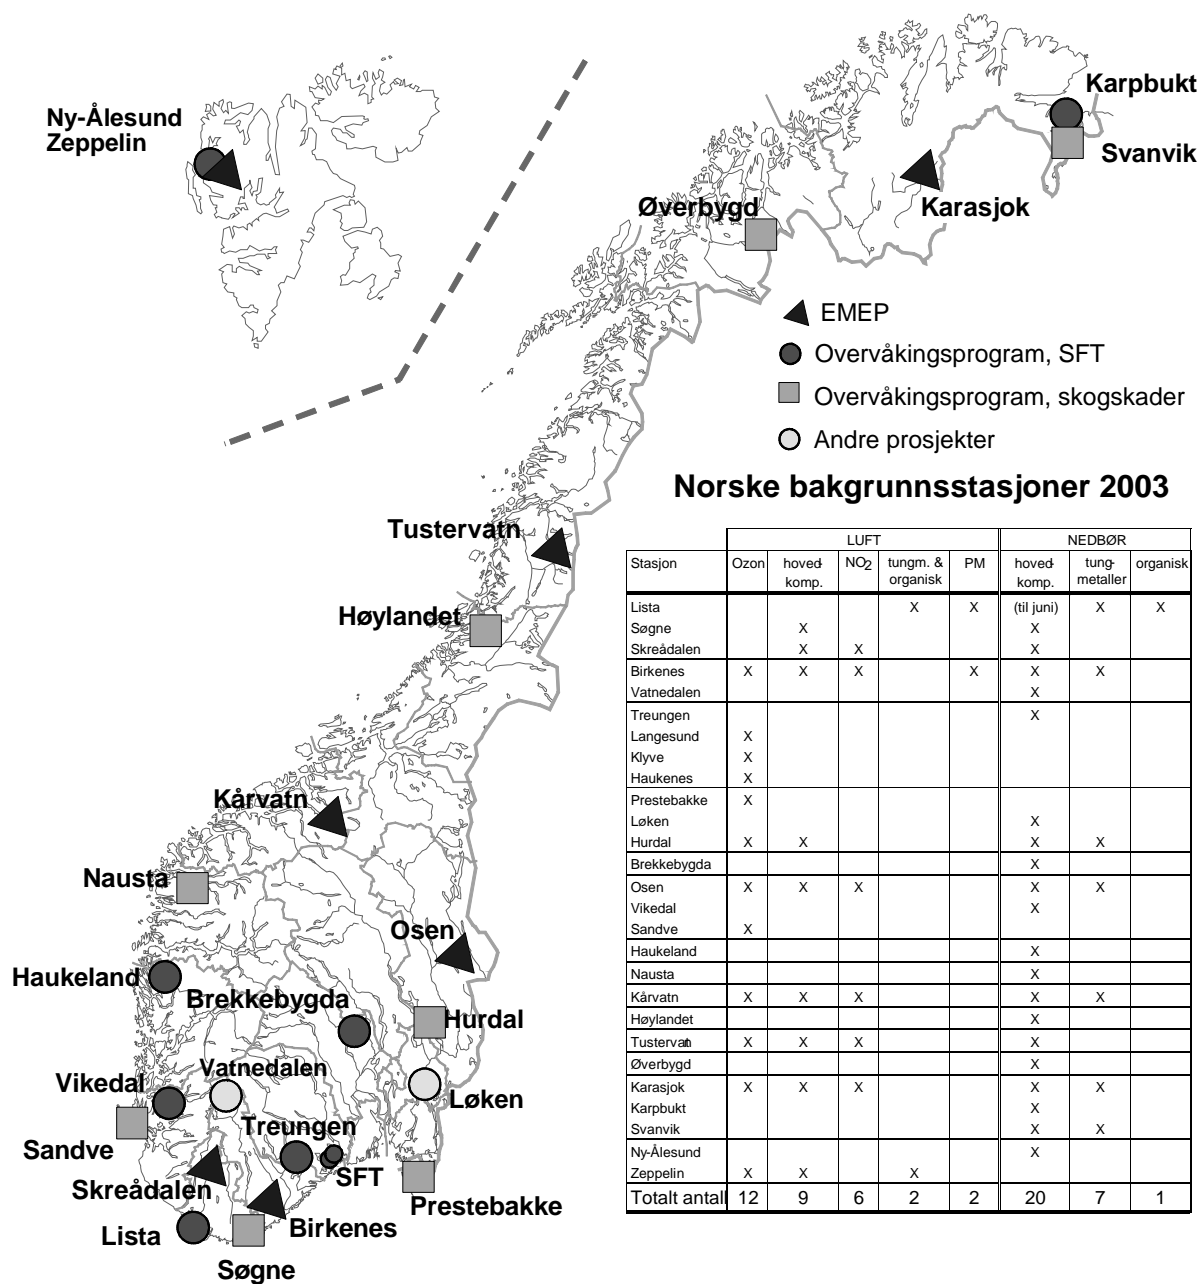 Ny-Ålesund
Zeppelin
Karpbukt
Svanvik
Karasjok
Øverbygd
EMEP
Overvåkingsprogram, SFT
Overvåkingsprogram, skogskader
Andre prosjekter
Norske bakgrunnsstasjoner 2003
Tustervatn
Høylandet
Kårvatn
Nausta
Osen
Haukeland
Brekkebygda
Hurdal
Vatnedalen
Vikedal
Løken
Treungen
Sandve
SFT
Skreådalen
Prestebakke
Birkenes
Lista
Søgne
LUFT NEDBØR
Stasjon Ozon hoved- komp. NO2 tungm. & organisk PM hoved- komp. tung- metaller organisk
Lista X X (til juni) X X
Søgne X X
Skreådalen X X X
Birkenes X X X X X X
Vatnedalen X
Treungen X
Langesund X
Klyve X
Haukenes X
Prestebakke X
Løken X
Hurdal X X X X
Brekkebygda X
Osen X X X X X
Vikedal X
Sandve X
Haukeland X
Nausta X
Kårvatn X X X X X
Høylandet X
Tustervatn X X X X
Øverbygd X
Karasjok X X X X X
Karpbukt X
Svanvik X X
Ny-Ålesund X
Zeppelin X X X
Totalt antall 12 9 6 2 2 20 7 1